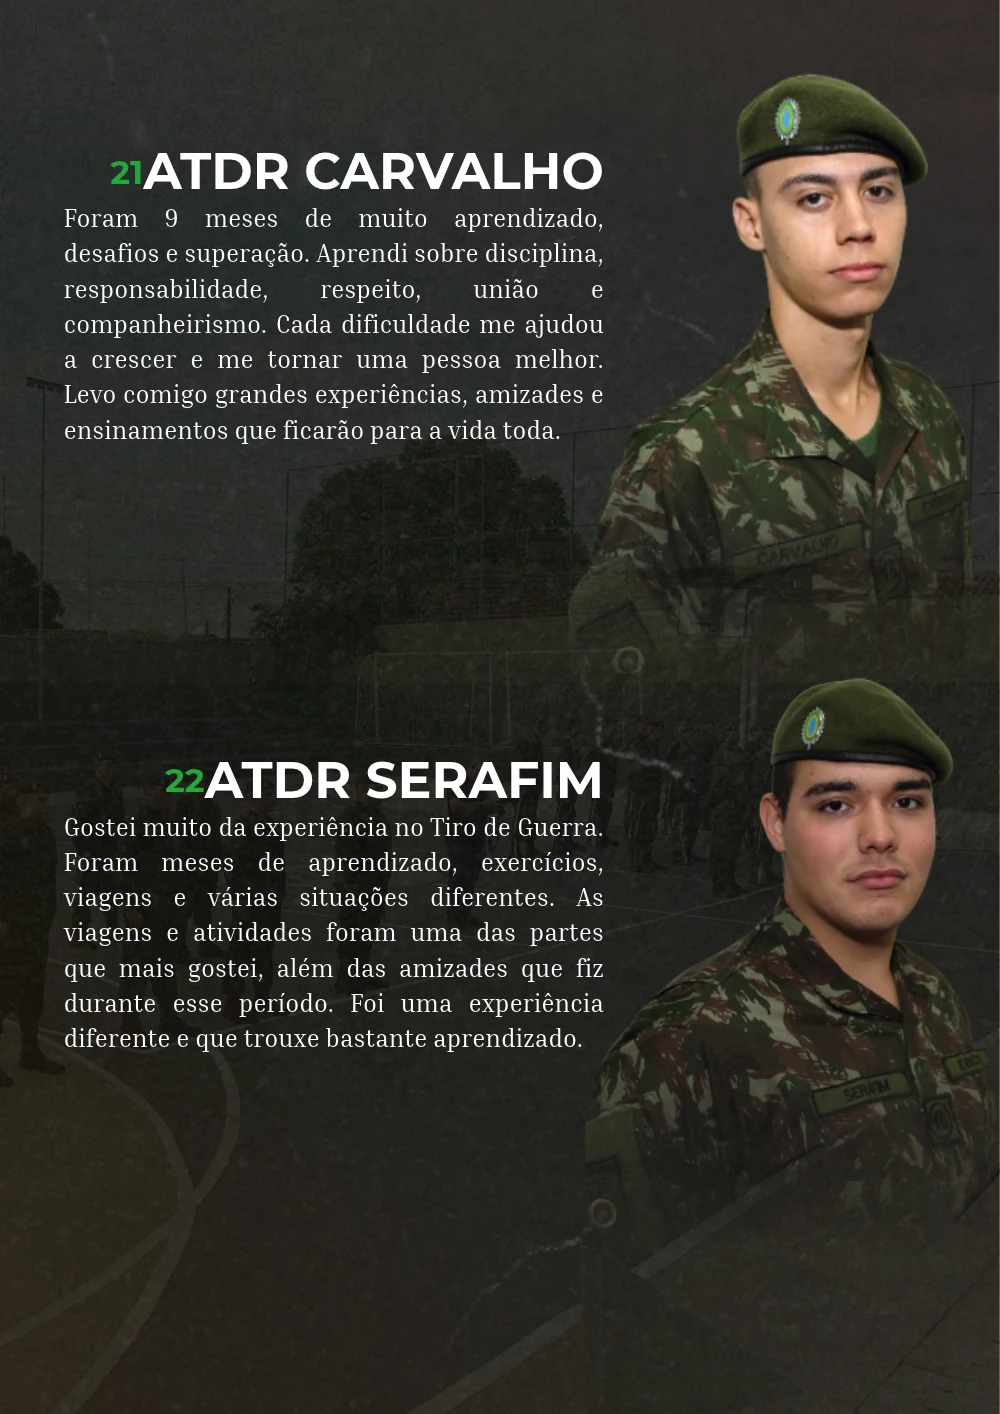 21ATDR CARVALHO
Foram 9 meses de muito aprendizado,
desafios e superação. Aprendi sobre disciplina,
responsabilidade, respeito, união e
companheirismo. Cada dificuldade me ajudou
a crescer e me tornar uma pessoa melhor.
Levo comigo grandes experiências, amizades e
ensinamentos que ficarão para a vida toda.
CARVALHO
22ATDR SERAFIM
Gostei muito da experiência no Tiro de Guerra.
Foram meses de aprendizado, exercícios,
viagens e várias situações diferentes. As
viagens e atividades foram uma das partes
que mais gostei, além das amizades que fiz
durante esse período. Foi uma experiência
diferente e que trouxe bastante aprendizado.
SERAFIM